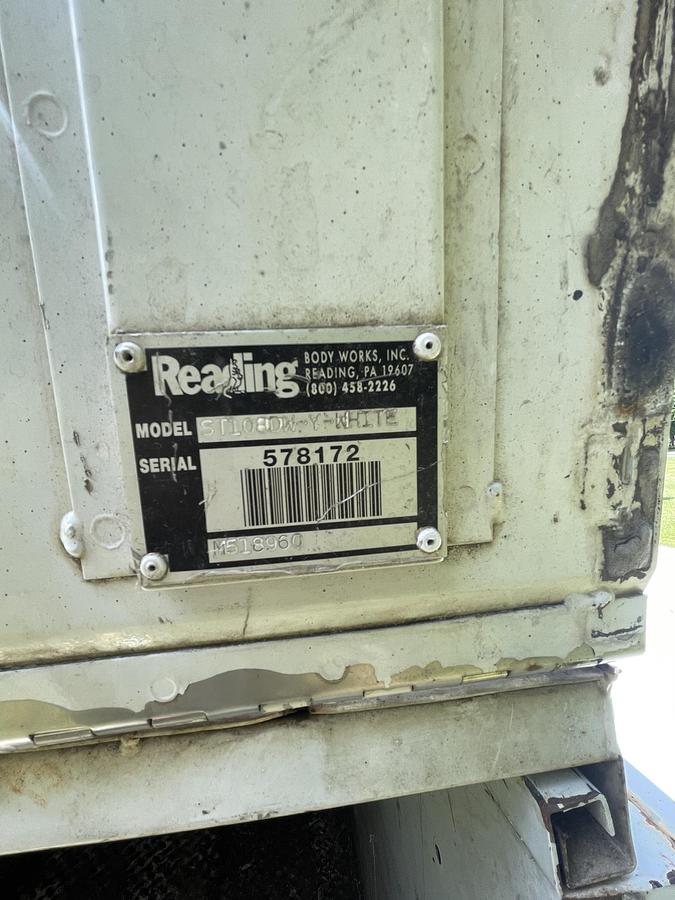 Reading BODY WORKS, INC.
READING, PA 19607
(800) 458-2226
MODEL ST108DW-Y-WHITE
SERIAL 578172
M518960